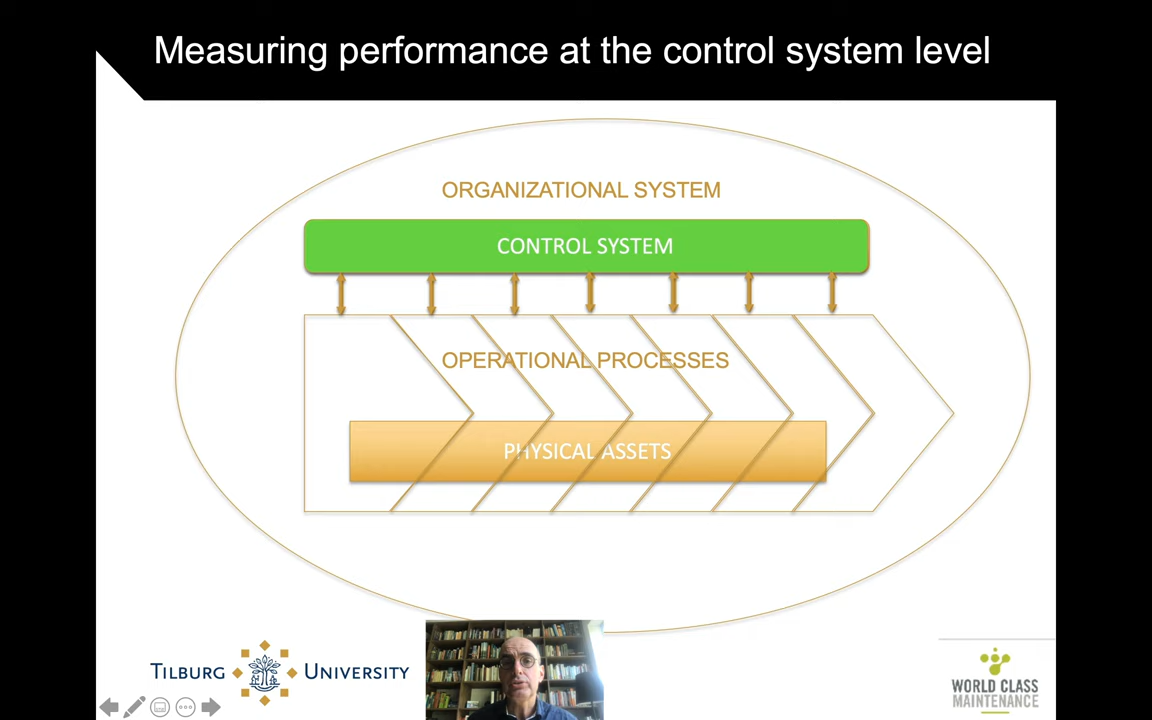 Measuring performance at the control system level
ORGANIZATIONAL SYSTEM
CONTROL SYSTEM
OPERATIONAL PROCESSES
PHYSICAL ASSETS
TILBURG UNIVERSITY
WORLD CLASS
MAINTENANCE